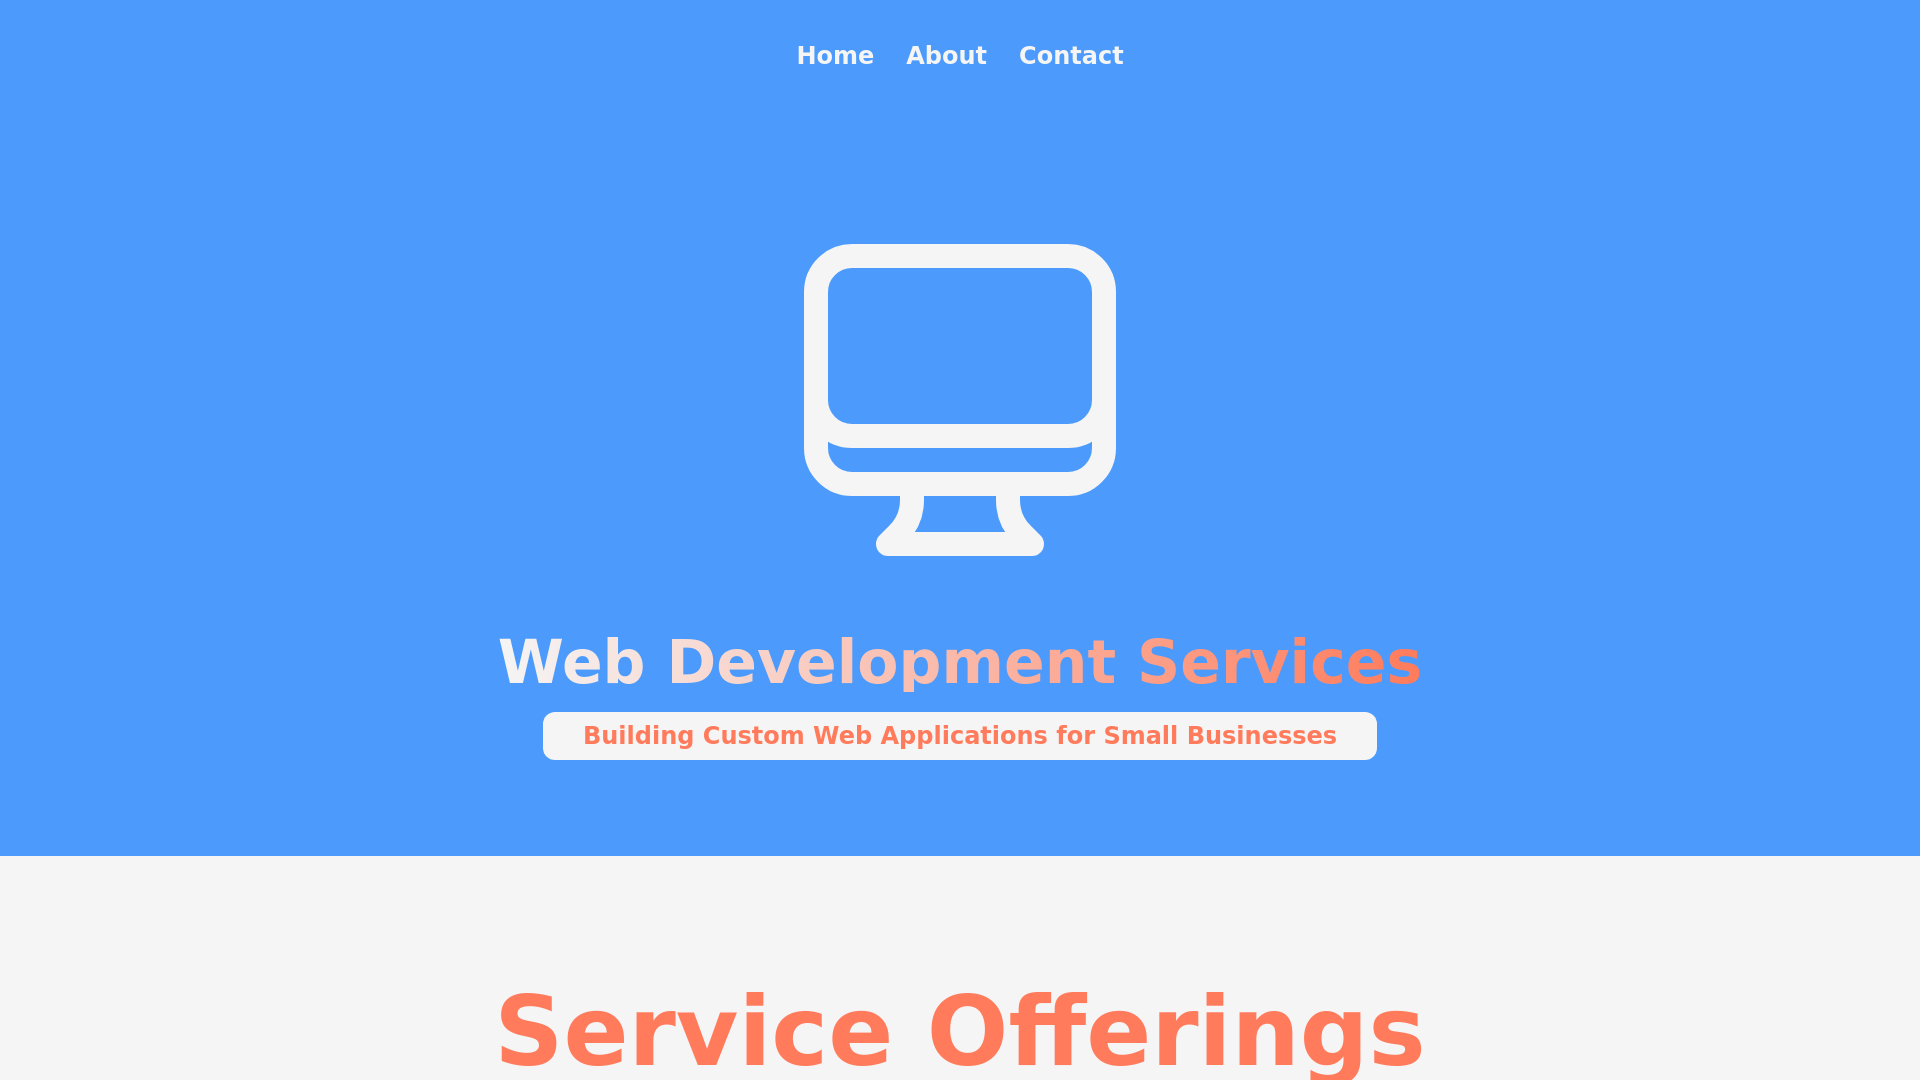 Home About Contact
Web Development Services
Building Custom Web Applications for Small Businesses
Service Offerings